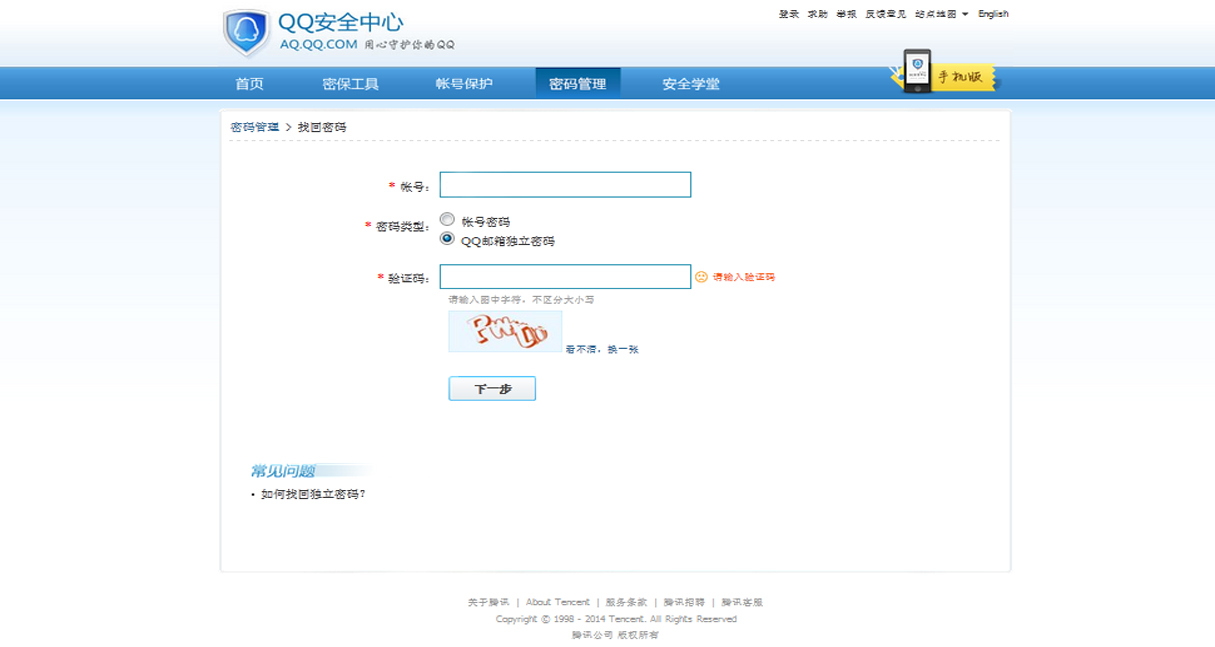 QQ安全中心
AQ.QQ.COM 用心守护你的QQ
登录 求助 举报 反馈意见 站点地图 English
首页 密保工具 帐号保护 密码管理 安全学堂 手机版
密码管理 > 找回密码
* 帐号:
* 密码类型: 帐号密码
QQ邮箱独立密码
* 验证码: 请输入验证码
请输入图中字符，不区分大小写
看不清，换一张
下一步
常见问题
• 如何找回独立密码?
关于腾讯 | About Tencent | 服务条款 | 腾讯招聘 | 腾讯客服
Copyright © 1998 - 2014 Tencent. All Rights Reserved
腾讯公司 版权所有